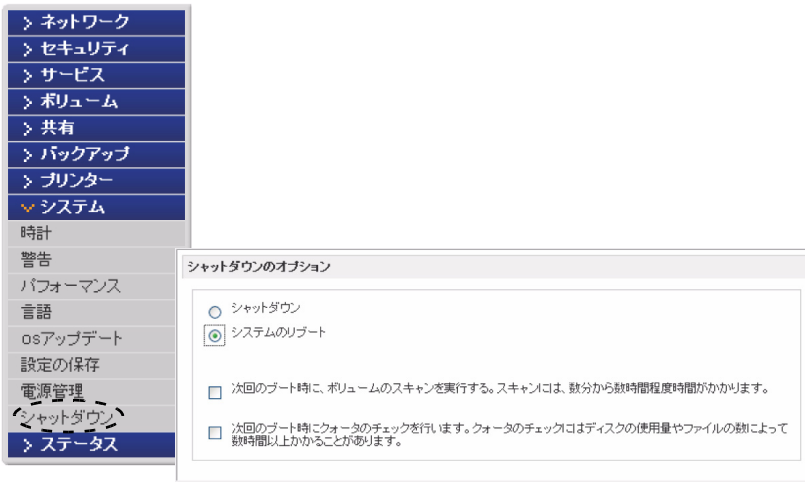 > ネットワーク
> セキュリティ
> サービス
> ボリューム
> 共有
> バックアップ
> プリンター
システム
時計
警告
パフォーマンス
言語
osアップデート
設定の保存
電源管理
シャットダウン
> ステータス
シャットダウンのオプション
シャットダウン
システムのリブート
次回のブート時に、ボリュームのスキャンを実行する。スキャンには、数分から数時間程度時間がかかります。
次回のブート時にクォータのチェックを行います。クォータのチェックにはディスクの使用量やファイルの数によって
数時間以上かかることがあります。